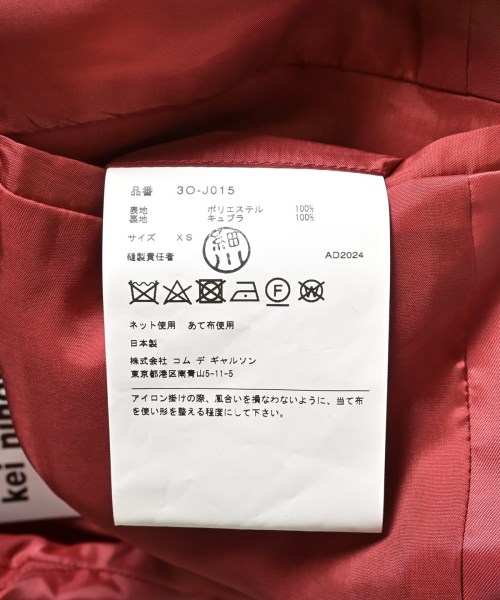 品番 3O-J015
表地 ポリエステル 100%
裏地 キュプラ 100%
サイズ XS
細川
縫製責任者 AD2024
F W
ネット使用 あて布使用
日本製
株式会社 コム デ ギャルソン
東京都港区南青山5-11-5
アイロン掛けの際、風合いを損なわないように、当て布
を使い形を整える程度にして下さい。
kei